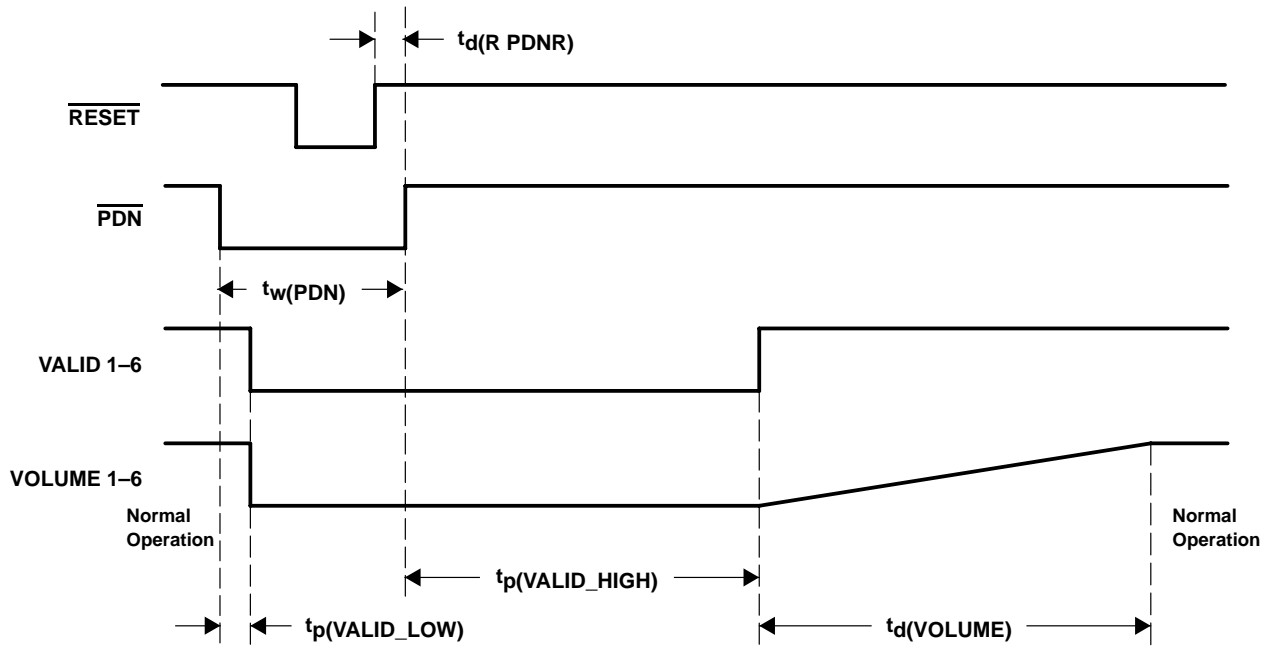 td(R PDNR)
RESET
PDN
tw(PDN)
VALID 1–6
VOLUME 1–6
Normal
Operation
Normal
Operation
tp(VALID_HIGH)
tp(VALID_LOW)
td(VOLUME)